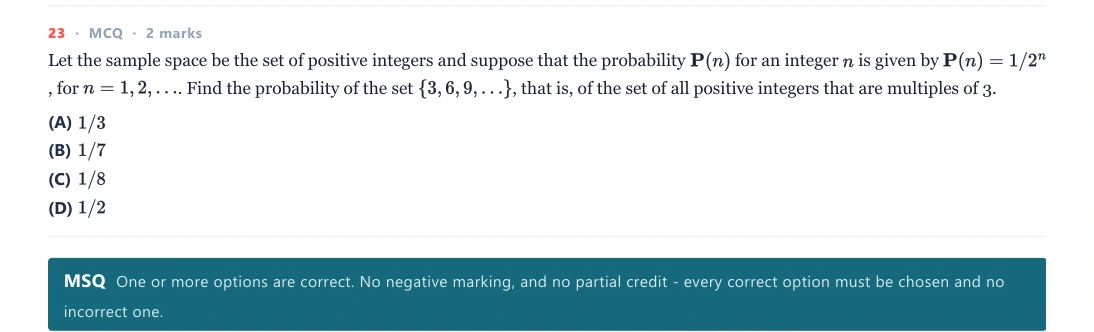 23 · MCQ · 2 marks
Let the sample space be the set of positive integers and suppose that the probability P(n) for an integer n is given by P(n) = 1/2ⁿ
, for n = 1, 2, . . .. Find the probability of the set {3, 6, 9, . . .}, that is, of the set of all positive integers that are multiples of 3.
(A) 1/3
(B) 1/7
(C) 1/8
(D) 1/2
MSQ One or more options are correct. No negative marking, and no partial credit - every correct option must be chosen and no
incorrect one.